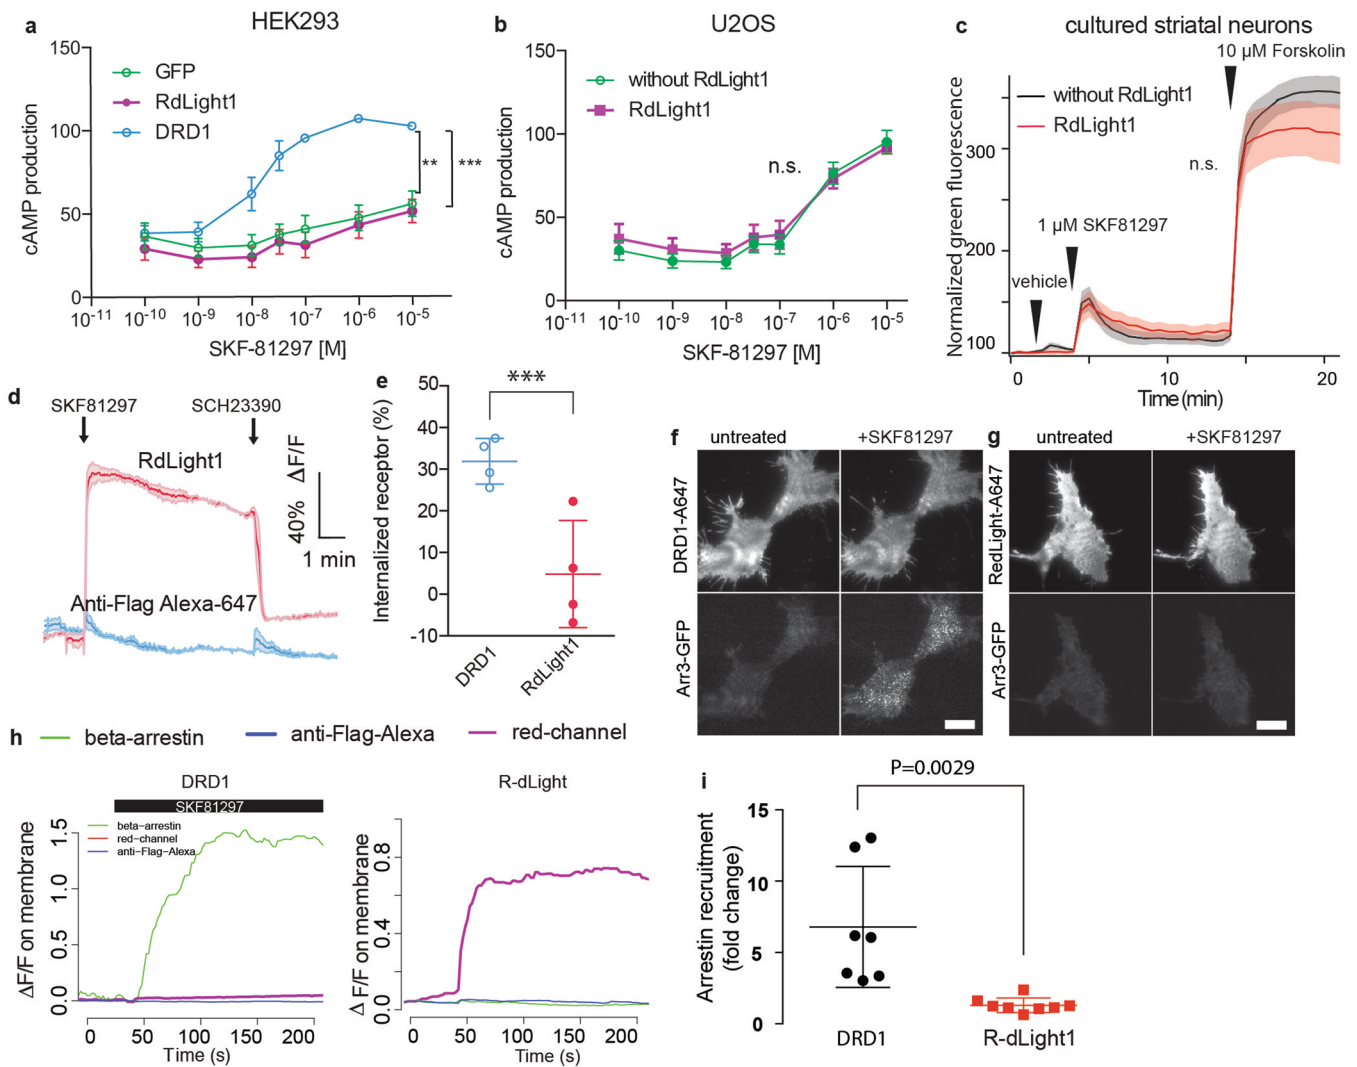 a
HEK293
150
100
50
0
cAMP production
GFP
RdLight1
DRD1
**
***
10-11
10-10
10-9
10-8
10-7
10-6
10-5
SKF-81297 [M]
b
U2OS
150
100
50
0
cAMP production
without RdLight1
RdLight1
n.s.
10-11
10-10
10-9
10-8
10-7
10-6
10-5
SKF-81297 [M]
c
cultured striatal neurons
10 µM Forskolin
without RdLight1
RdLight1
n.s.
1 µM SKF81297
vehicle
Normalized green fluorescence
300
200
100
0
10
20
Time (min)
d
SKF81297
SCH23390
RdLight1
40% ΔF/F
1 min
Anti-Flag Alexa-647
e
***
50
40
30
20
10
0
-10
Internalized receptor (%)
DRD1
RdLight1
f
untreated
+SKF81297
DRD1-A647
Arr3-GFP
g
untreated
+SKF81297
RedLight-A647
Arr3-GFP
h
beta-arrestin
anti-Flag-Alexa
red-channel
DRD1
SKF81297
beta-arrestin
red-channel
anti-Flag-Alexa
ΔF/F on membrane
1.5
1.0
0.5
0.0
0
50
100
150
200
Time (s)
R-dLight
Δ F/F on membrane
0.8
0.4
0.0
0
50
100
150
200
Time (s)
i
P=0.0029
Arrestin recruitment
(fold change)
15
10
5
0
DRD1
R-dLight1